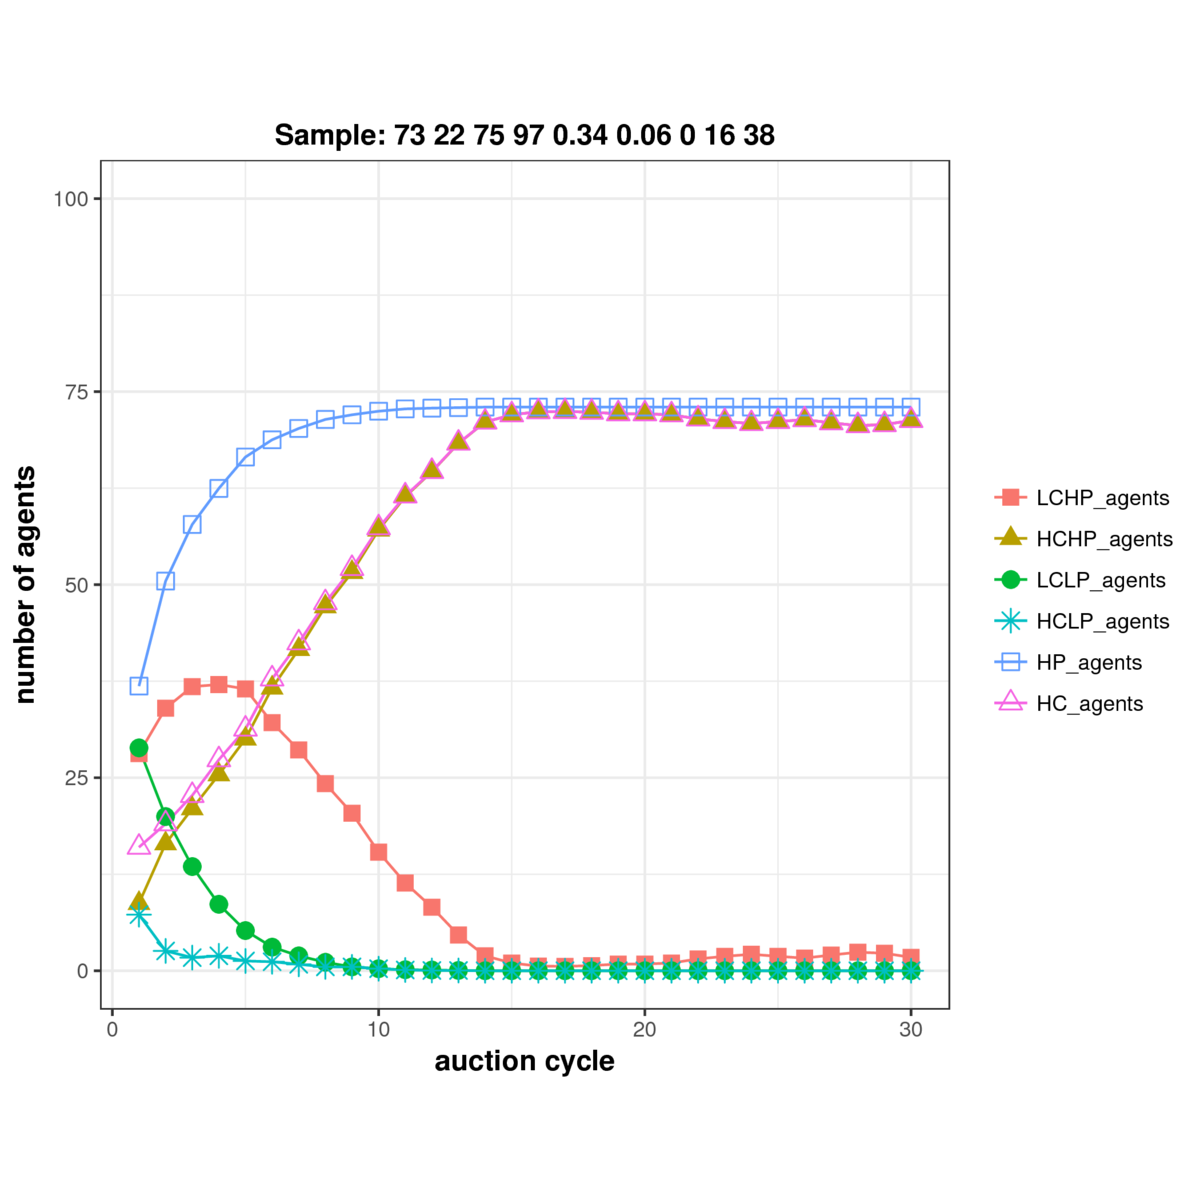 Sample: 73 22 75 97 0.34 0.06 0 16 38
100
75
50
25
0
0 10 20 30
number of agents
auction cycle
LCHP_agents
HCHP_agents
LCLP_agents
HCLP_agents
HP_agents
HC_agents